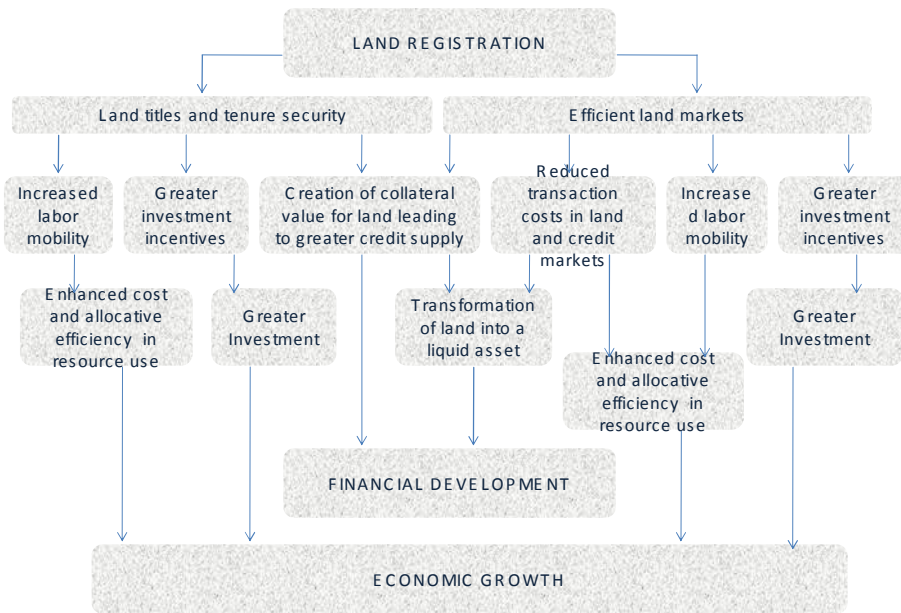 LAND REGISTRATION
Land titles and tenure security
Efficient land markets
Increased
labor
mobility
Greater
investment
incentives
Creation of collateral
value for land leading
to greater credit supply
Reduced
transaction
costs in land
and credit
markets
Increase
d labor
mobility
Greater
investment
incentives
Enhanced cost
and allocative
efficiency in
resource use
Greater
Investment
Transformation
of land into a
liquid asset
Enhanced cost
and allocative
efficiency in
resource use
Greater
Investment
FINANCIAL DEVELOPMENT
ECONOMIC GROWTH